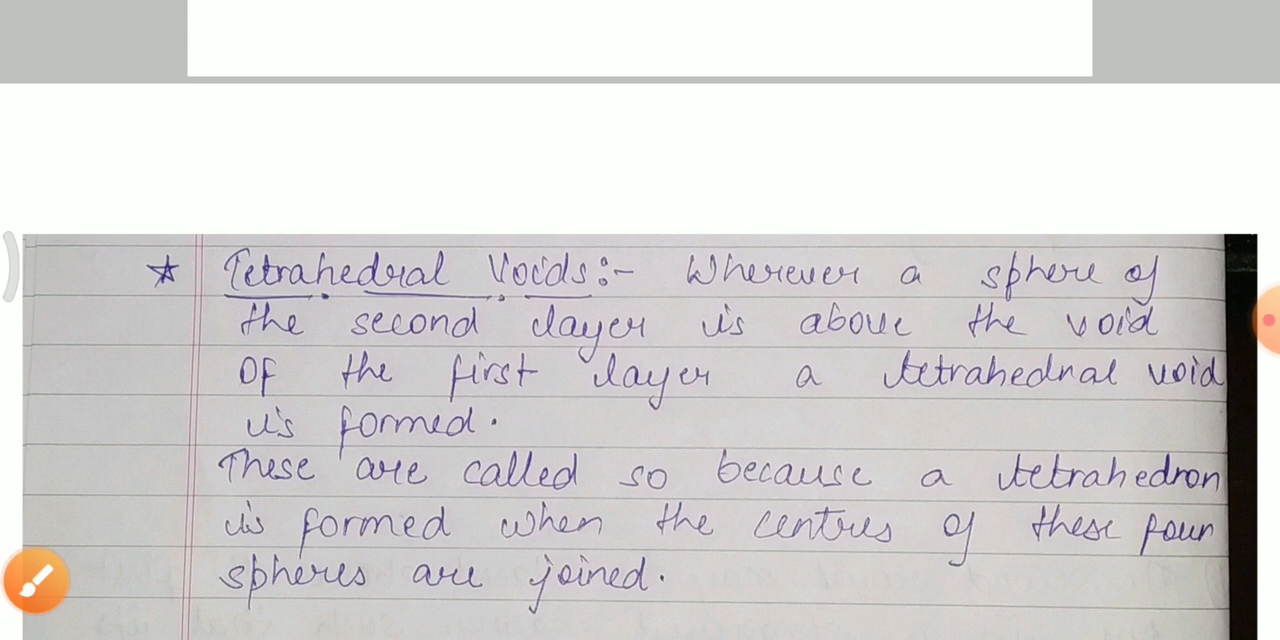 ☆ Tetrahedral Voids:- Wherever a sphere of
the second layer is above the void
of the first layer a tetrahedral void
is formed.
These are called so because a tetrahedron
is formed when the centres of these four
spheres are joined.